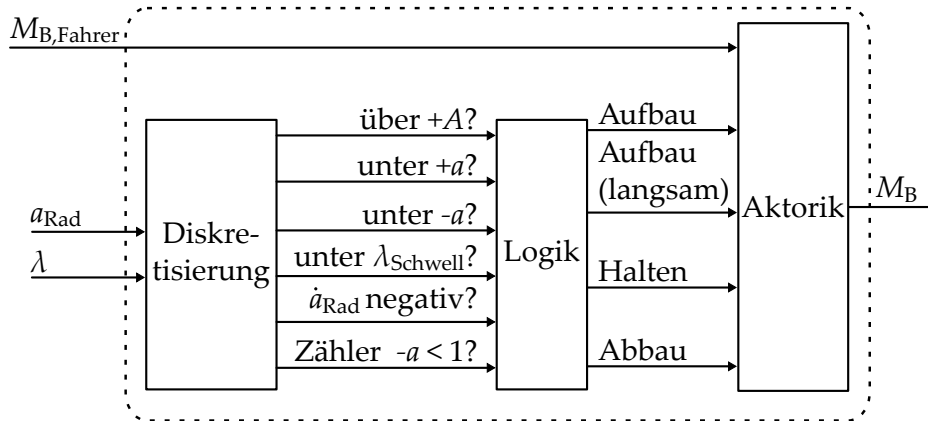 M_B,Fahrer
über +A?
unter +a?
unter -a?
unter λ_Schwell?
ȧ_Rad negativ?
Zähler -a < 1?
a_Rad
λ
Diskre-
tisierung
Logik
Aufbau
Aufbau
(langsam)
Halten
Abbau
Aktorik
M_B